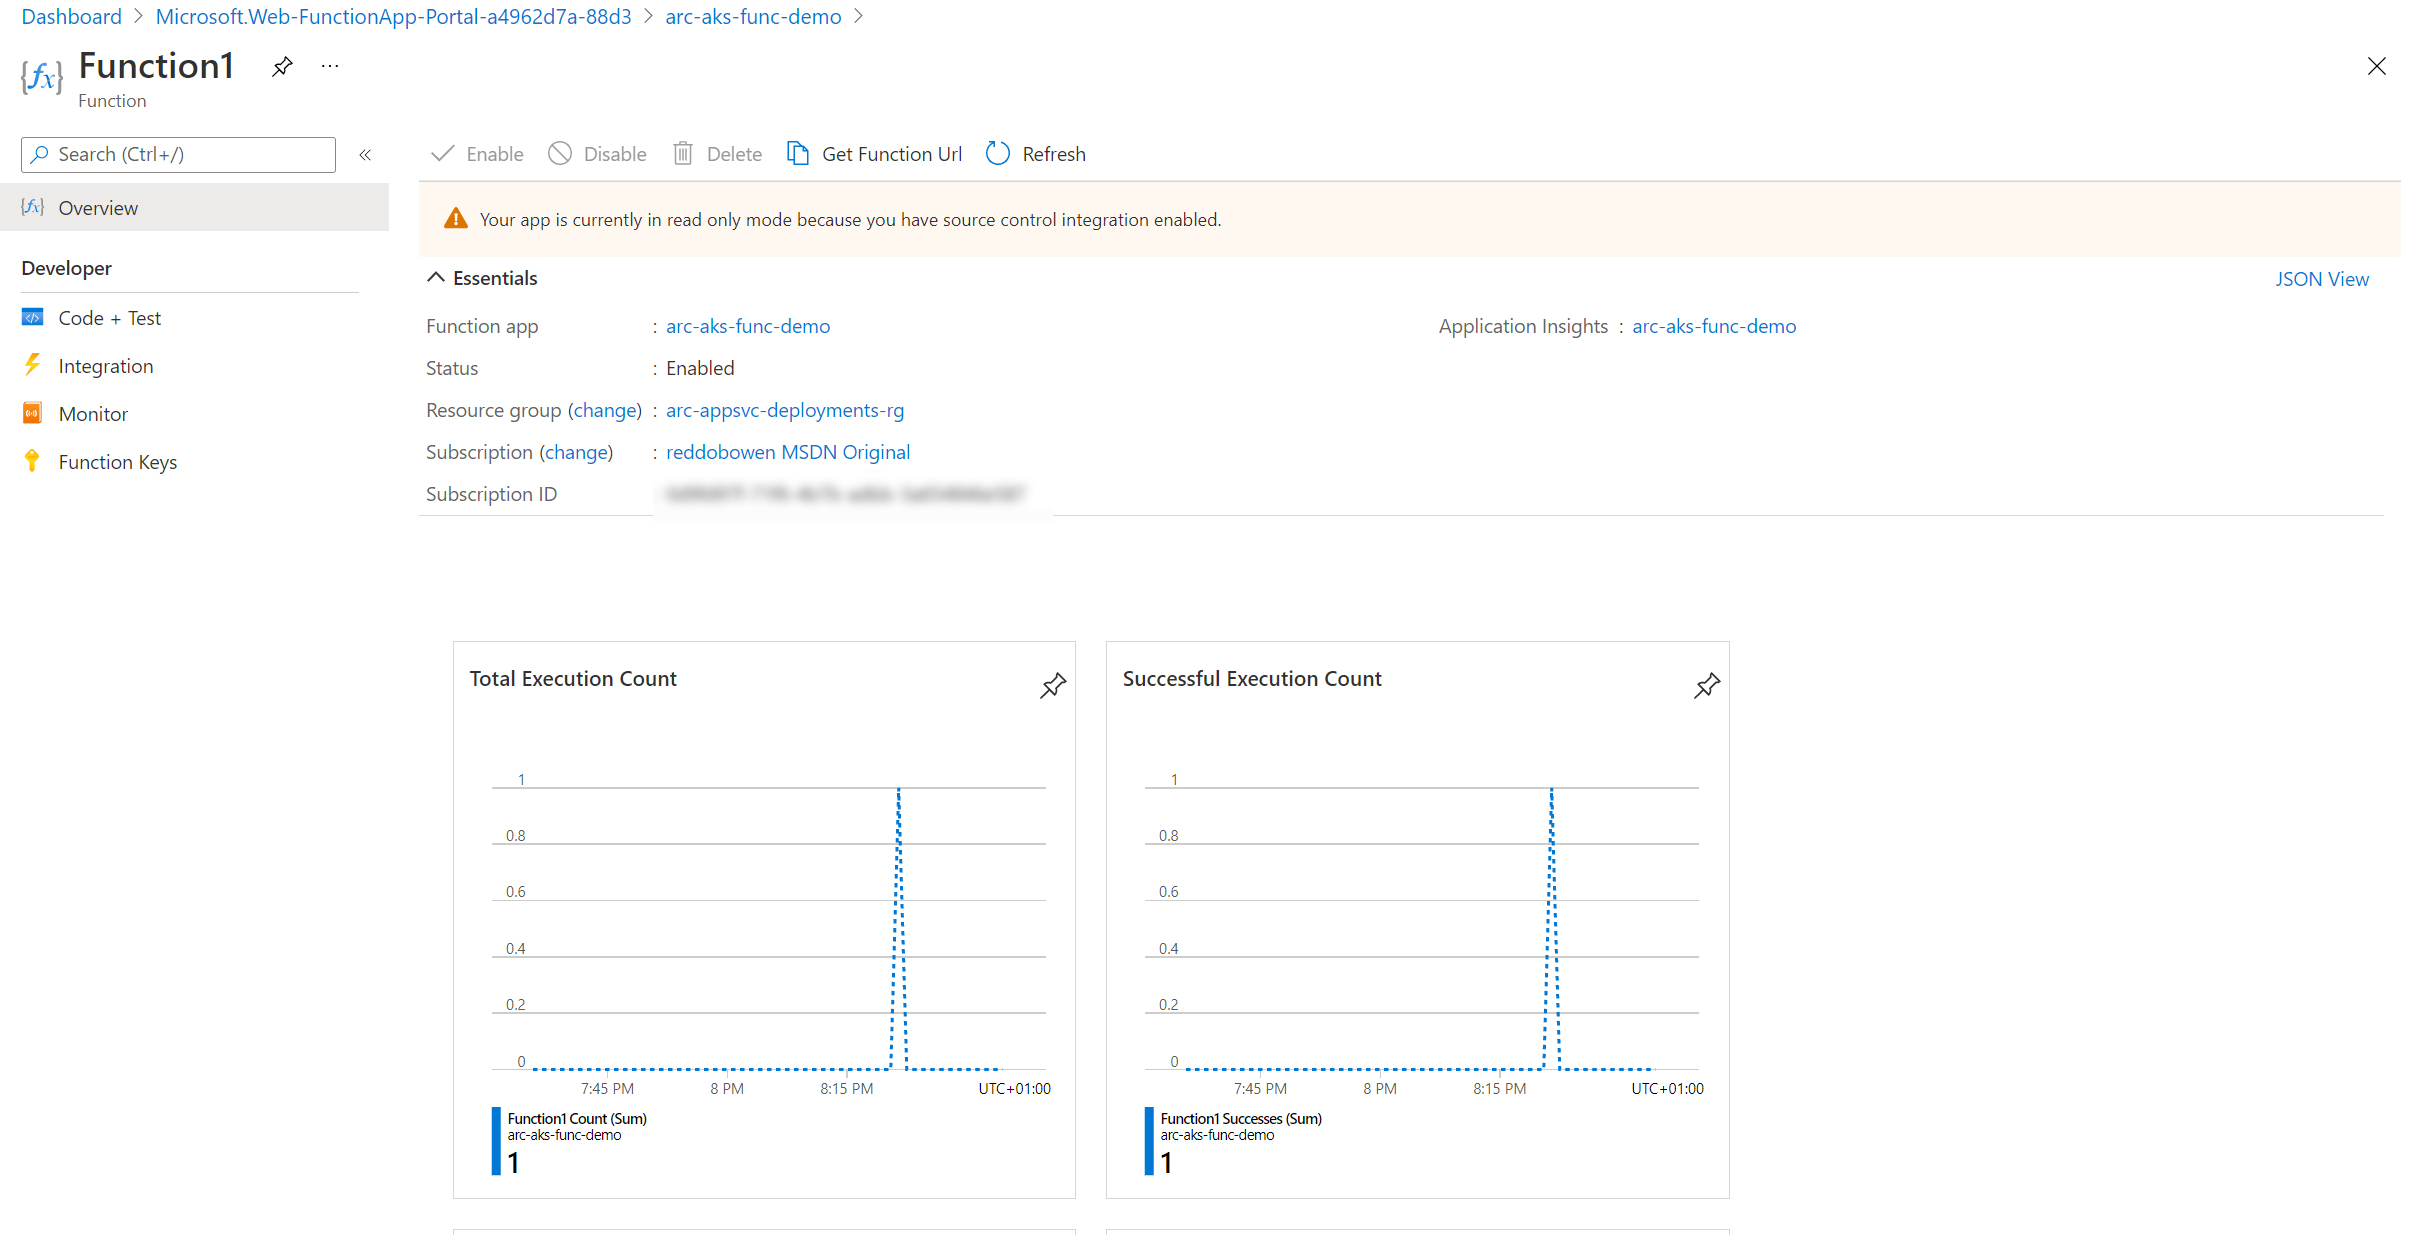 Dashboard > Microsoft.Web-FunctionApp-Portal-a4962d7a-88d3 > arc-aks-func-demo >
{fx} Function1 ...
Function
Search (Ctrl+/) «
{fx} Overview
Developer
Code + Test
Integration
Monitor
Function Keys
Enable Disable Delete Get Function Url Refresh
Your app is currently in read only mode because you have source control integration enabled.
Essentials JSON View
Function app : arc-aks-func-demo Application Insights : arc-aks-func-demo
Status : Enabled
Resource group (change) : arc-appsvc-deployments-rg
Subscription (change) : reddobowen MSDN Original
Subscription ID
Total Execution Count
1
0.8
0.6
0.4
0.2
0
7:45 PM 8 PM 8:15 PM UTC+01:00
Function1 Count (Sum)
arc-aks-func-demo
1
Successful Execution Count
1
0.8
0.6
0.4
0.2
0
7:45 PM 8 PM 8:15 PM UTC+01:00
Function1 Successes (Sum)
arc-aks-func-demo
1